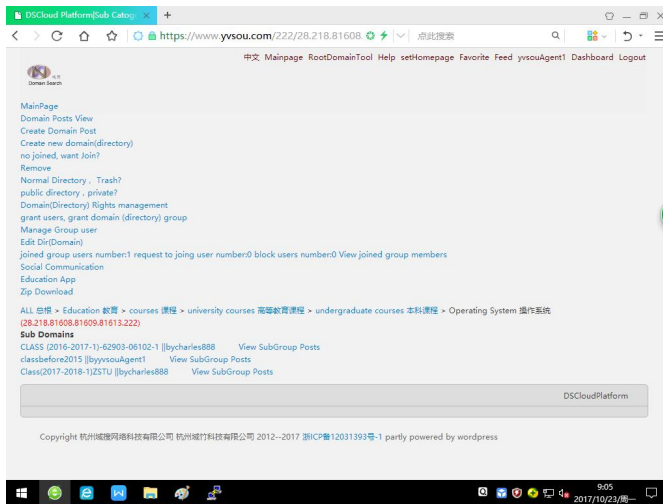 DSCloud Platform|Sub Catog
https://www.yvsou.com/222/28.218.81608.
点此搜索
中文 Mainpage RootDomainTool Help setHomepage Favorite Feed yvsouAgent1 Dashboard Logout
Domain Search
MainPage
Domain Posts View
Create Domain Post
Create new domain(directory)
no joined, want Join?
Remove
Normal Directory , Trash?
public directory , private?
Domain(Directory) Rights management
grant users, grant domain (directory) group
Manage Group user
Edit Dir(Domain)
joined group users number:1 request to joing user number:0 block users number:0 View joined group members
Social Communication
Education App
Zip Download
ALL 总根 > Education 教育 > courses 课程 > university courses 高等教育课程 > undergraduate courses 本科课程 > Operating System 操作系统
(28.218.81608.81609.81613.222)
Sub Domains
CLASS (2016-2017-1)-62903-06102-1 ||bycharles888 View SubGroup Posts
classbefore2015 ||byyvsouAgent1 View SubGroup Posts
Class(2017-2018-1)ZSTU ||bycharles888 View SubGroup Posts
DSCloudPlatform
Copyright 杭州域搜网络科技有限公司 杭州域竹科技有限公司 2012--2017 浙ICP备12031393号-1 partly powered by wordpress
9:05
2017/10/23/周一